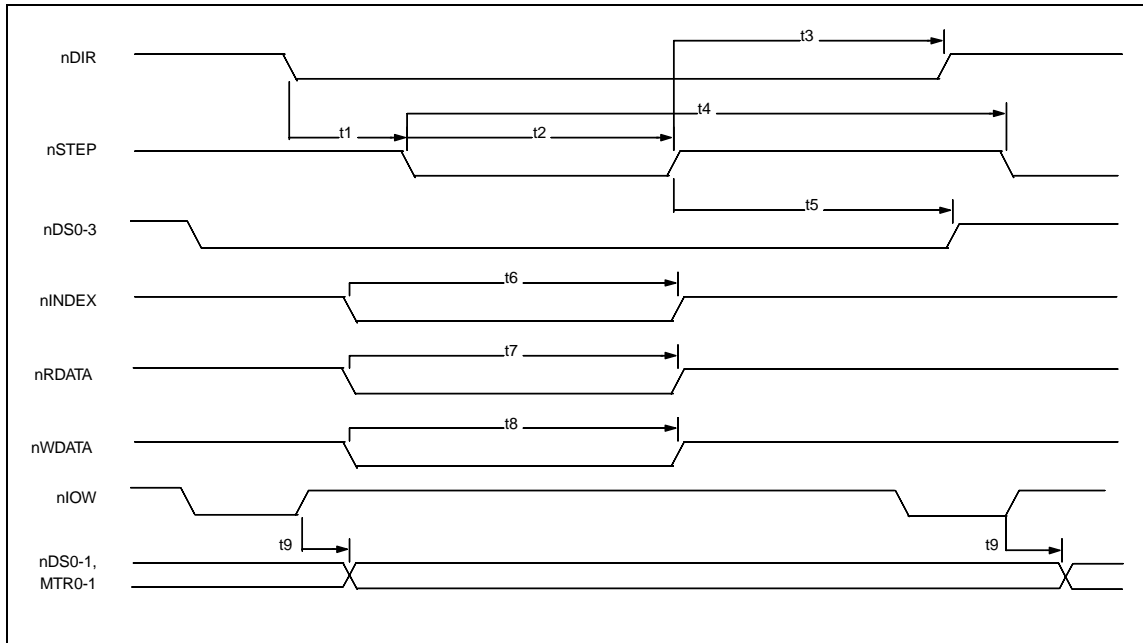 t3
nDIR
t4
t1
t2
nSTEP
t5
nDS0-3
t6
nINDEX
t7
nRDATA
t8
nWDATA
nIOW
t9
t9
nDS0-1,
MTR0-1